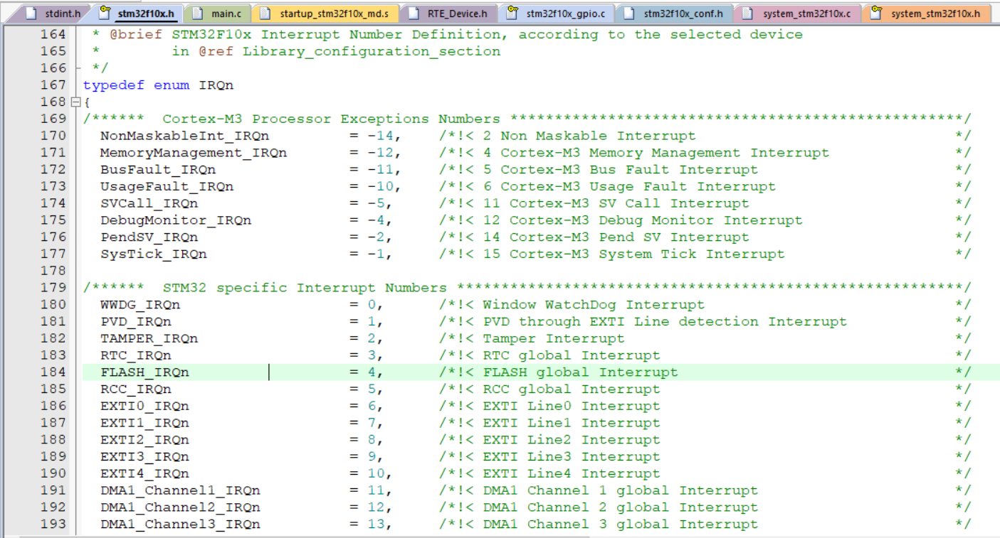 stdint.h stm32f10x.h main.c startup_stm32f10x_md.s RTE_Device.h stm32f10x_gpio.c stm32f10x_conf.h system_stm32f10x.c system_stm32f10x.h
164 * @brief STM32F10x Interrupt Number Definition, according to the selected device
165 * in @ref Library_configuration_section
166 */
167 typedef enum IRQn
168 {
169 /****** Cortex-M3 Processor Exceptions Numbers ***************************************************/
170 NonMaskableInt_IRQn = -14, /*!< 2 Non Maskable Interrupt */
171 MemoryManagement_IRQn = -12, /*!< 4 Cortex-M3 Memory Management Interrupt */
172 BusFault_IRQn = -11, /*!< 5 Cortex-M3 Bus Fault Interrupt */
173 UsageFault_IRQn = -10, /*!< 6 Cortex-M3 Usage Fault Interrupt */
174 SVCall_IRQn = -5, /*!< 11 Cortex-M3 SV Call Interrupt */
175 DebugMonitor_IRQn = -4, /*!< 12 Cortex-M3 Debug Monitor Interrupt */
176 PendSV_IRQn = -2, /*!< 14 Cortex-M3 Pend SV Interrupt */
177 SysTick_IRQn = -1, /*!< 15 Cortex-M3 System Tick Interrupt */
178
179 /****** STM32 specific Interrupt Numbers *********************************************************/
180 WWDG_IRQn = 0, /*!< Window WatchDog Interrupt */
181 PVD_IRQn = 1, /*!< PVD through EXTI Line detection Interrupt */
182 TAMPER_IRQn = 2, /*!< Tamper Interrupt */
183 RTC_IRQn = 3, /*!< RTC global Interrupt */
184 FLASH_IRQn = 4, /*!< FLASH global Interrupt */
185 RCC_IRQn = 5, /*!< RCC global Interrupt */
186 EXTI0_IRQn = 6, /*!< EXTI Line0 Interrupt */
187 EXTI1_IRQn = 7, /*!< EXTI Line1 Interrupt */
188 EXTI2_IRQn = 8, /*!< EXTI Line2 Interrupt */
189 EXTI3_IRQn = 9, /*!< EXTI Line3 Interrupt */
190 EXTI4_IRQn = 10, /*!< EXTI Line4 Interrupt */
191 DMA1_Channel1_IRQn = 11, /*!< DMA1 Channel 1 global Interrupt */
192 DMA1_Channel2_IRQn = 12, /*!< DMA1 Channel 2 global Interrupt */
193 DMA1_Channel3_IRQn = 13, /*!< DMA1 Channel 3 global Interrupt */